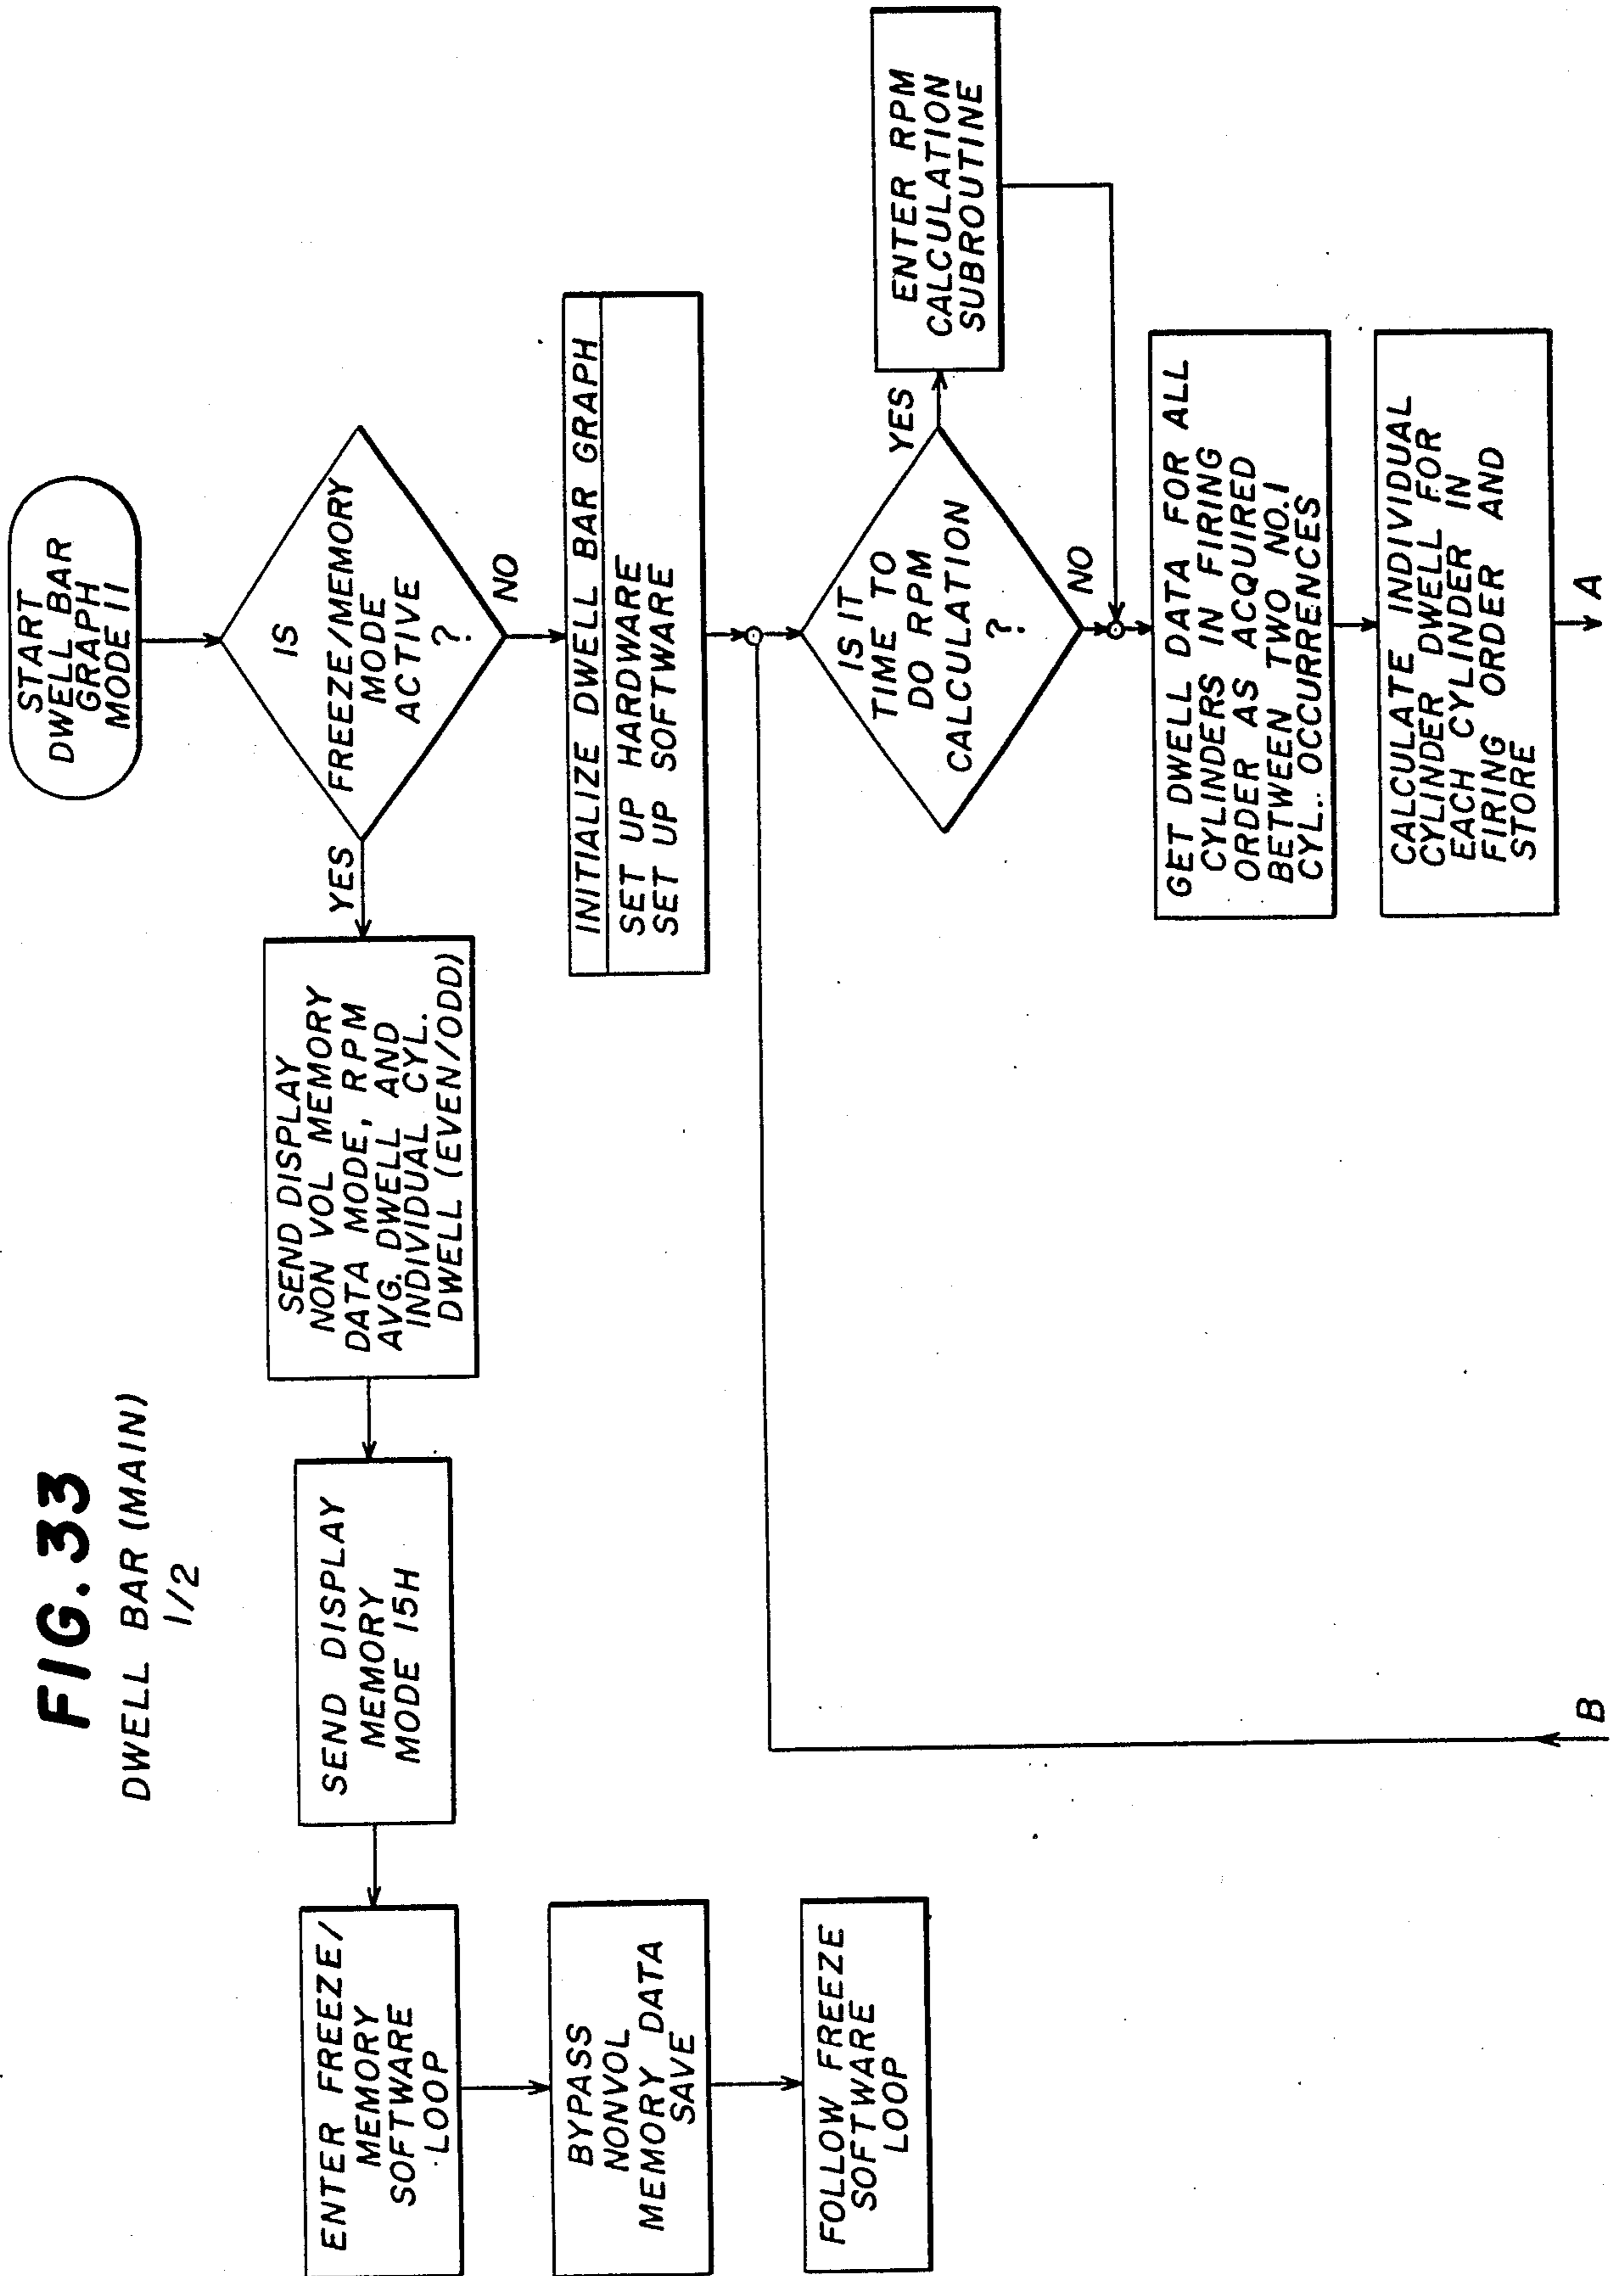 FIG. 33
DWELL BAR (MAIN)
1/2
START
DWELL BAR
GRAPH
MODE 11
IS
FREEZE/MEMORY
MODE
ACTIVE
?
YES
NO
SEND DISPLAY
NON VOL MEMORY
DATA MODE, RPM
AVG. DWELL AND
INDIVIDUAL CYL.
DWELL (EVEN/ODD)
SEND DISPLAY
MEMORY
MODE 15H
ENTER FREEZE/
MEMORY
SOFTWARE
LOOP
BYPASS
NONVOL
MEMORY DATA
SAVE
FOLLOW FREEZE
SOFTWARE
LOOP
INITIALIZE DWELL BAR GRAPH
SET UP HARDWARE
SET UP SOFTWARE
IS IT
TIME TO
DO RPM
CALCULATION
?
YES
NO
ENTER RPM
CALCULATION
SUBROUTINE
GET DWELL DATA FOR ALL
CYLINDERS IN FIRING
ORDER AS ACQUIRED
BETWEEN TWO NO.1
CYL.. OCCURRENCES
CALCULATE INDIVIDUAL
CYLINDER DWELL FOR
EACH CYLINDER IN
FIRING ORDER AND
STORE
A
B